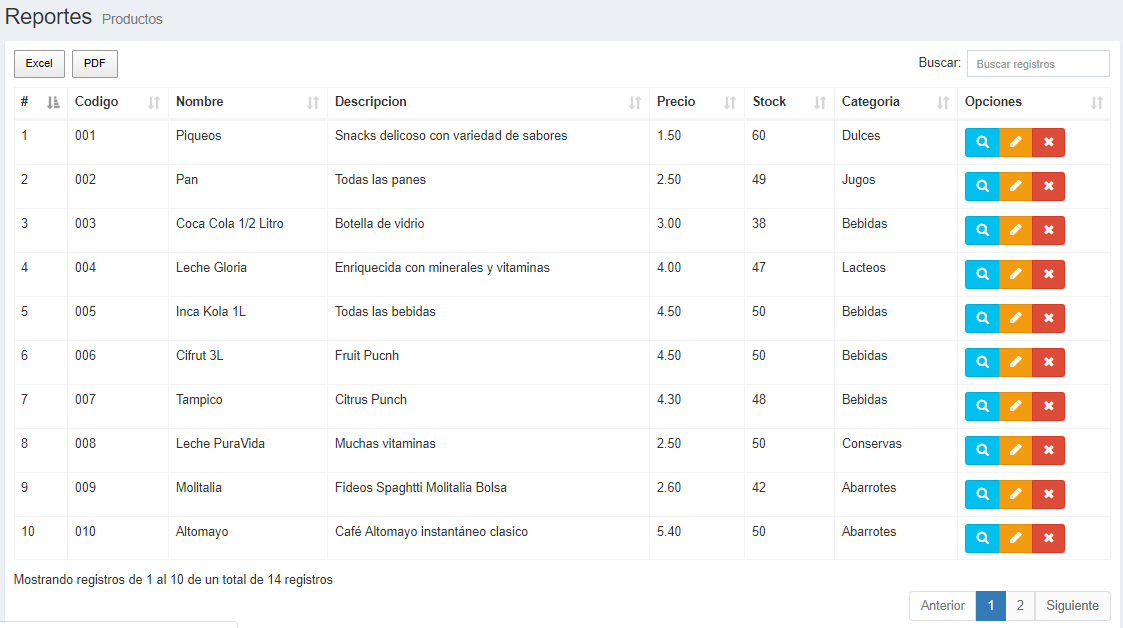 Reportes Productos
Excel PDF Buscar: Buscar registros
# Codigo Nombre Descripcion Precio Stock Categoria Opciones
1 001 Piqueos Snacks delicoso con variedad de sabores 1.50 60 Dulces
2 002 Pan Todas las panes 2.50 49 Jugos
3 003 Coca Cola 1/2 Litro Botella de vidrio 3.00 38 Bebidas
4 004 Leche Gloria Enriquecida con minerales y vitaminas 4.00 47 Lacteos
5 005 Inca Kola 1L Todas las bebidas 4.50 50 Bebidas
6 006 Cifrut 3L Fruit Pucnh 4.50 50 Bebidas
7 007 Tampico Citrus Punch 4.30 48 Bebidas
8 008 Leche PuraVida Muchas vitaminas 2.50 50 Conservas
9 009 Molitalia Fideos Spaghtti Molitalia Bolsa 2.60 42 Abarrotes
10 010 Altomayo Café Altomayo instantáneo clasico 5.40 50 Abarrotes
Mostrando registros de 1 al 10 de un total de 14 registros
Anterior 1 2 Siguiente